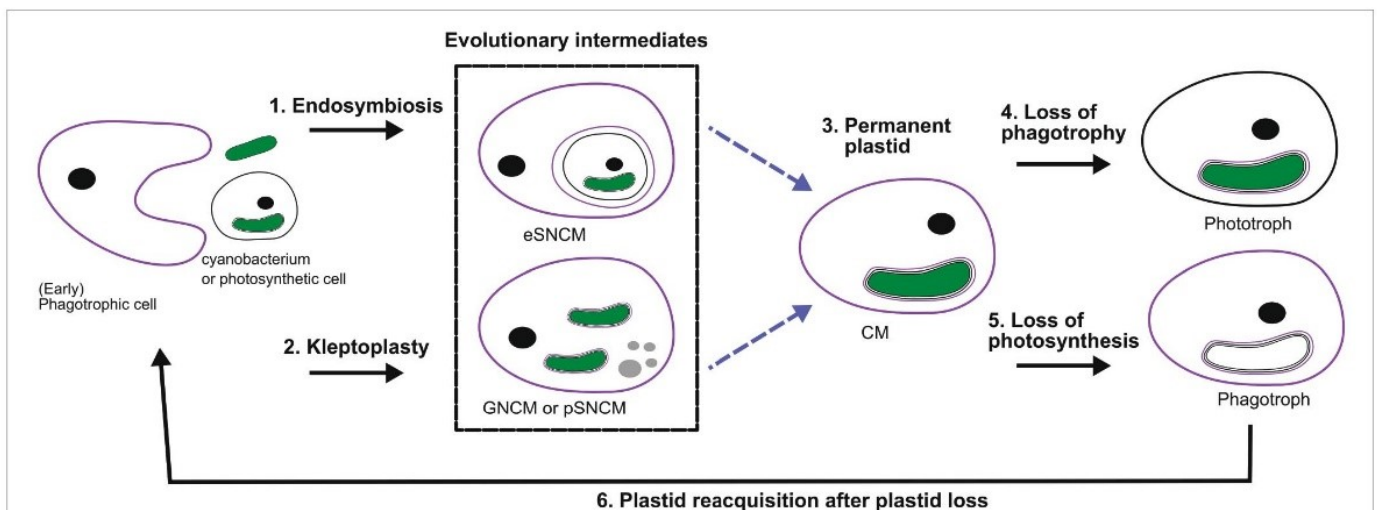 Evolutionary intermediates
1. Endosymbiosis
eSNCM
cyanobacterium
or photosynthetic cell
(Early)
Phagotrophic cell
2. Kleptoplasty
GNCM or pSNCM
3. Permanent
plastid
CM
4. Loss of
phagotrophy
Phototroph
5. Loss of
photosynthesis
Phagotroph
6. Plastid reacquisition after plastid loss